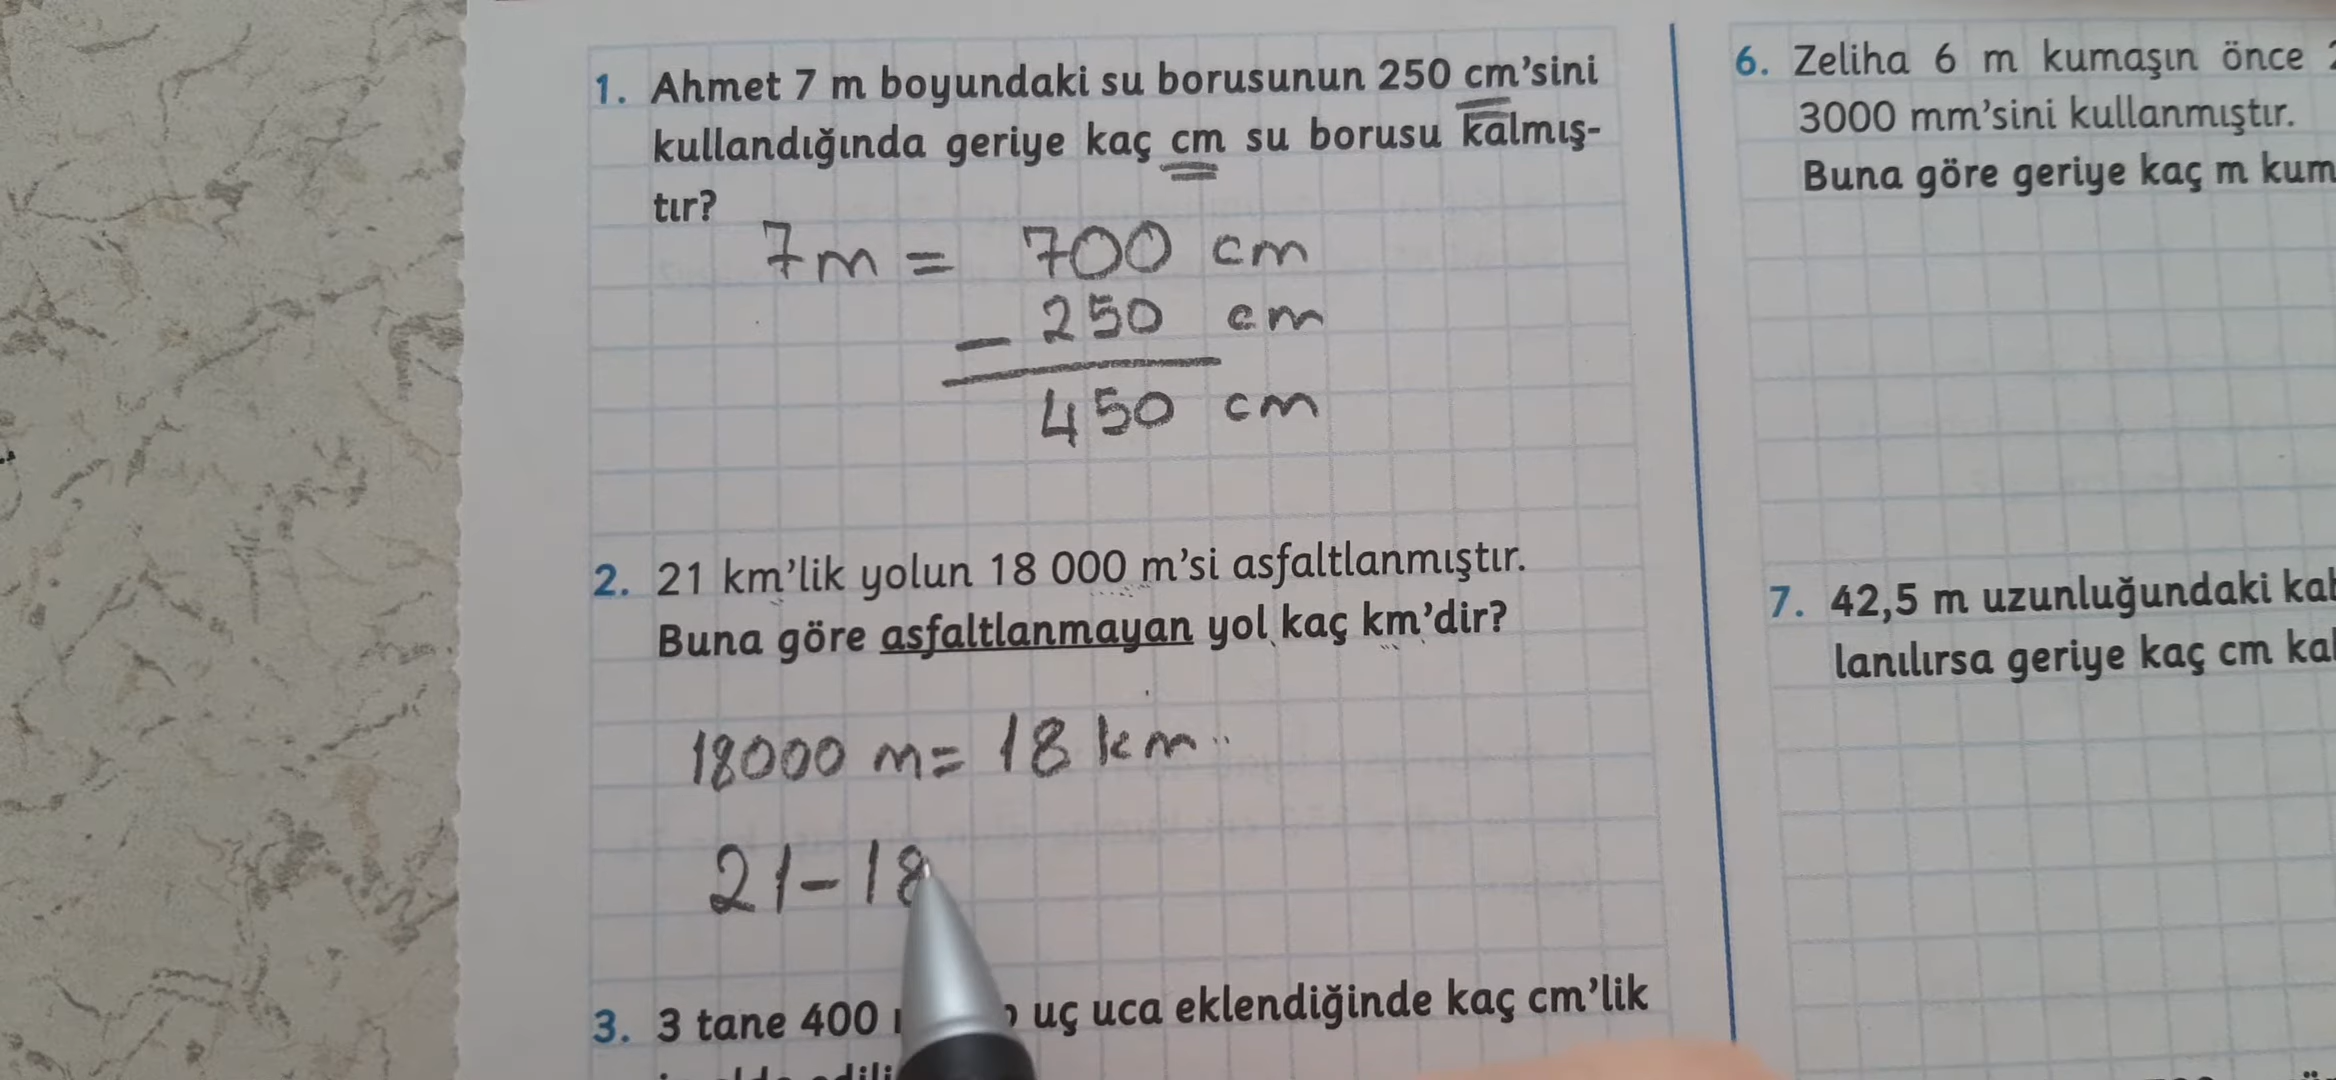 1. Ahmet 7 m boyundaki su borusunun 250 cm'sini
kullandığında geriye kaç cm su borusu kalmış-
tır?
7m = 700 cm
- 250 cm
450 cm
2. 21 km'lik yolun 18 000 m'si asfaltlanmıştır.
Buna göre asfaltlanmayan yol kaç km'dir?
18000 m = 18 km
21-18
3. 3 tane 400 uç uca eklendiğinde kaç cm'lik
6. Zeliha 6 m kumaşın önce
3000 mm'sini kullanmıştır.
Buna göre geriye kaç m kum
7. 42,5 m uzunluğundaki
lanılırsa geriye kaç cm